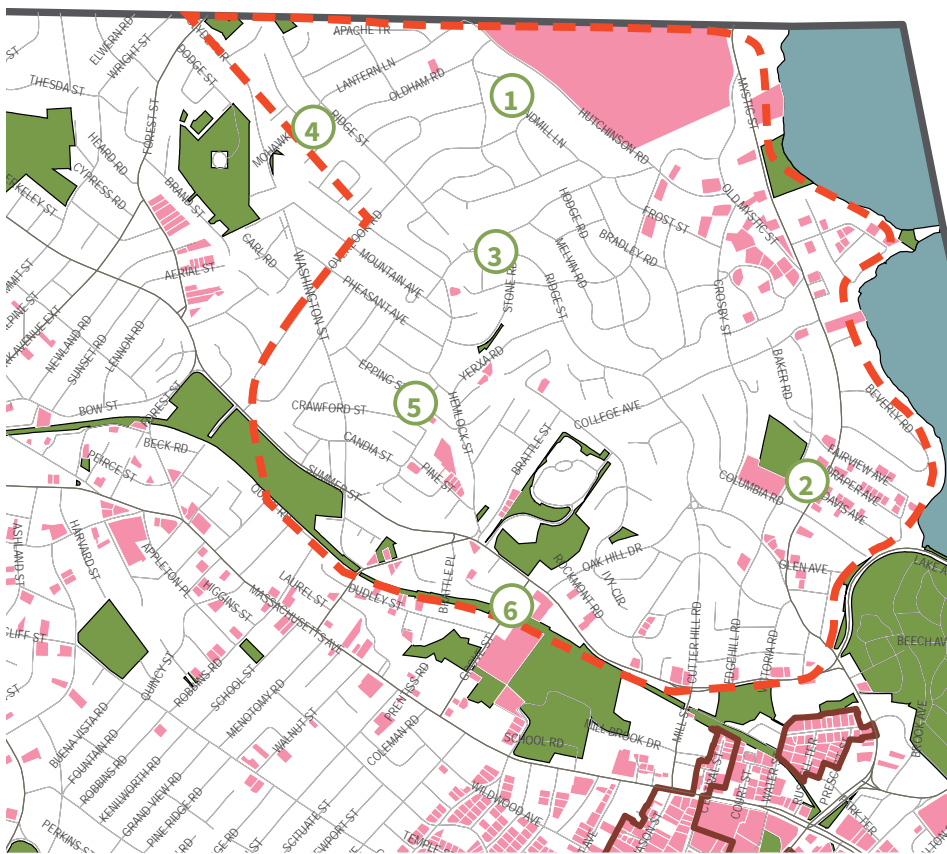 APACHE TR
ELWERN RD
WRIGHT ST
DODGE ST
THESDA ST
LANTERN LN
OLDHAM RD
MYSTIC ST
1
4
RIDGE ST
HUTCHINSON RD
FOREST ST
MOHAWK
HEARD RD
CYPRESS RD
BRAND ST
HODGE RD
FROST ST
OLD MYSTIC ST
CARL RD
OVERLOOK RD
3
MELVIN RD
BRADLEY RD
AERIAL ST
WASHINGTON ST
MOUNTAIN AVE
STONE RD
RIDGE ST
CROSBY ST
PHEASANT AVE
NEWLAND RD
SUNSET RD
LENNON RD
YERXA RD
BAKER RD
BEVERLY RD
BOW ST
FOREST ST
CRAWFORD ST
5
HEMLOCK ST
COLLEGE AVE
BECK RD
CANDIA ST
BRATTLE ST
FAIRVIEW AVE
DRAPER AVE
PEIRCE ST
SUMMER ST
PINE ST
COLUMBIA RD
2
DAVIS AVE
ASHLAND ST
HARVARD ST
APPLETON PL
OAK HILL DR
GLEN AVE
HIGGINS ST
LAUREL ST
MASSACHUSETTS AVE
DUDLEY ST
BRATTLE PL
6
ROCKMONT RD
IVY CIR
CUTTER HILL RD
EDGEHILL RD
VICTORIA RD
CLIFF ST
QUINCY ST
ROBBINS RD
SCHOOL ST
MENOTOMY RD
WALNUT ST
PRENTISS RD
COLEMAN RD
SCHOOL RD
MILL BROOK DR
MILL ST
BUENA VISTA RD
FOUNTAIN RD
ROBBINS RD
KENILWORTH RD
GRAND VIEW RD
PINE RIDGE RD
PERKINS ST
SCITUATE ST
WILDWOOD AVE
CENTRAL ST
COURT ST
WATER ST